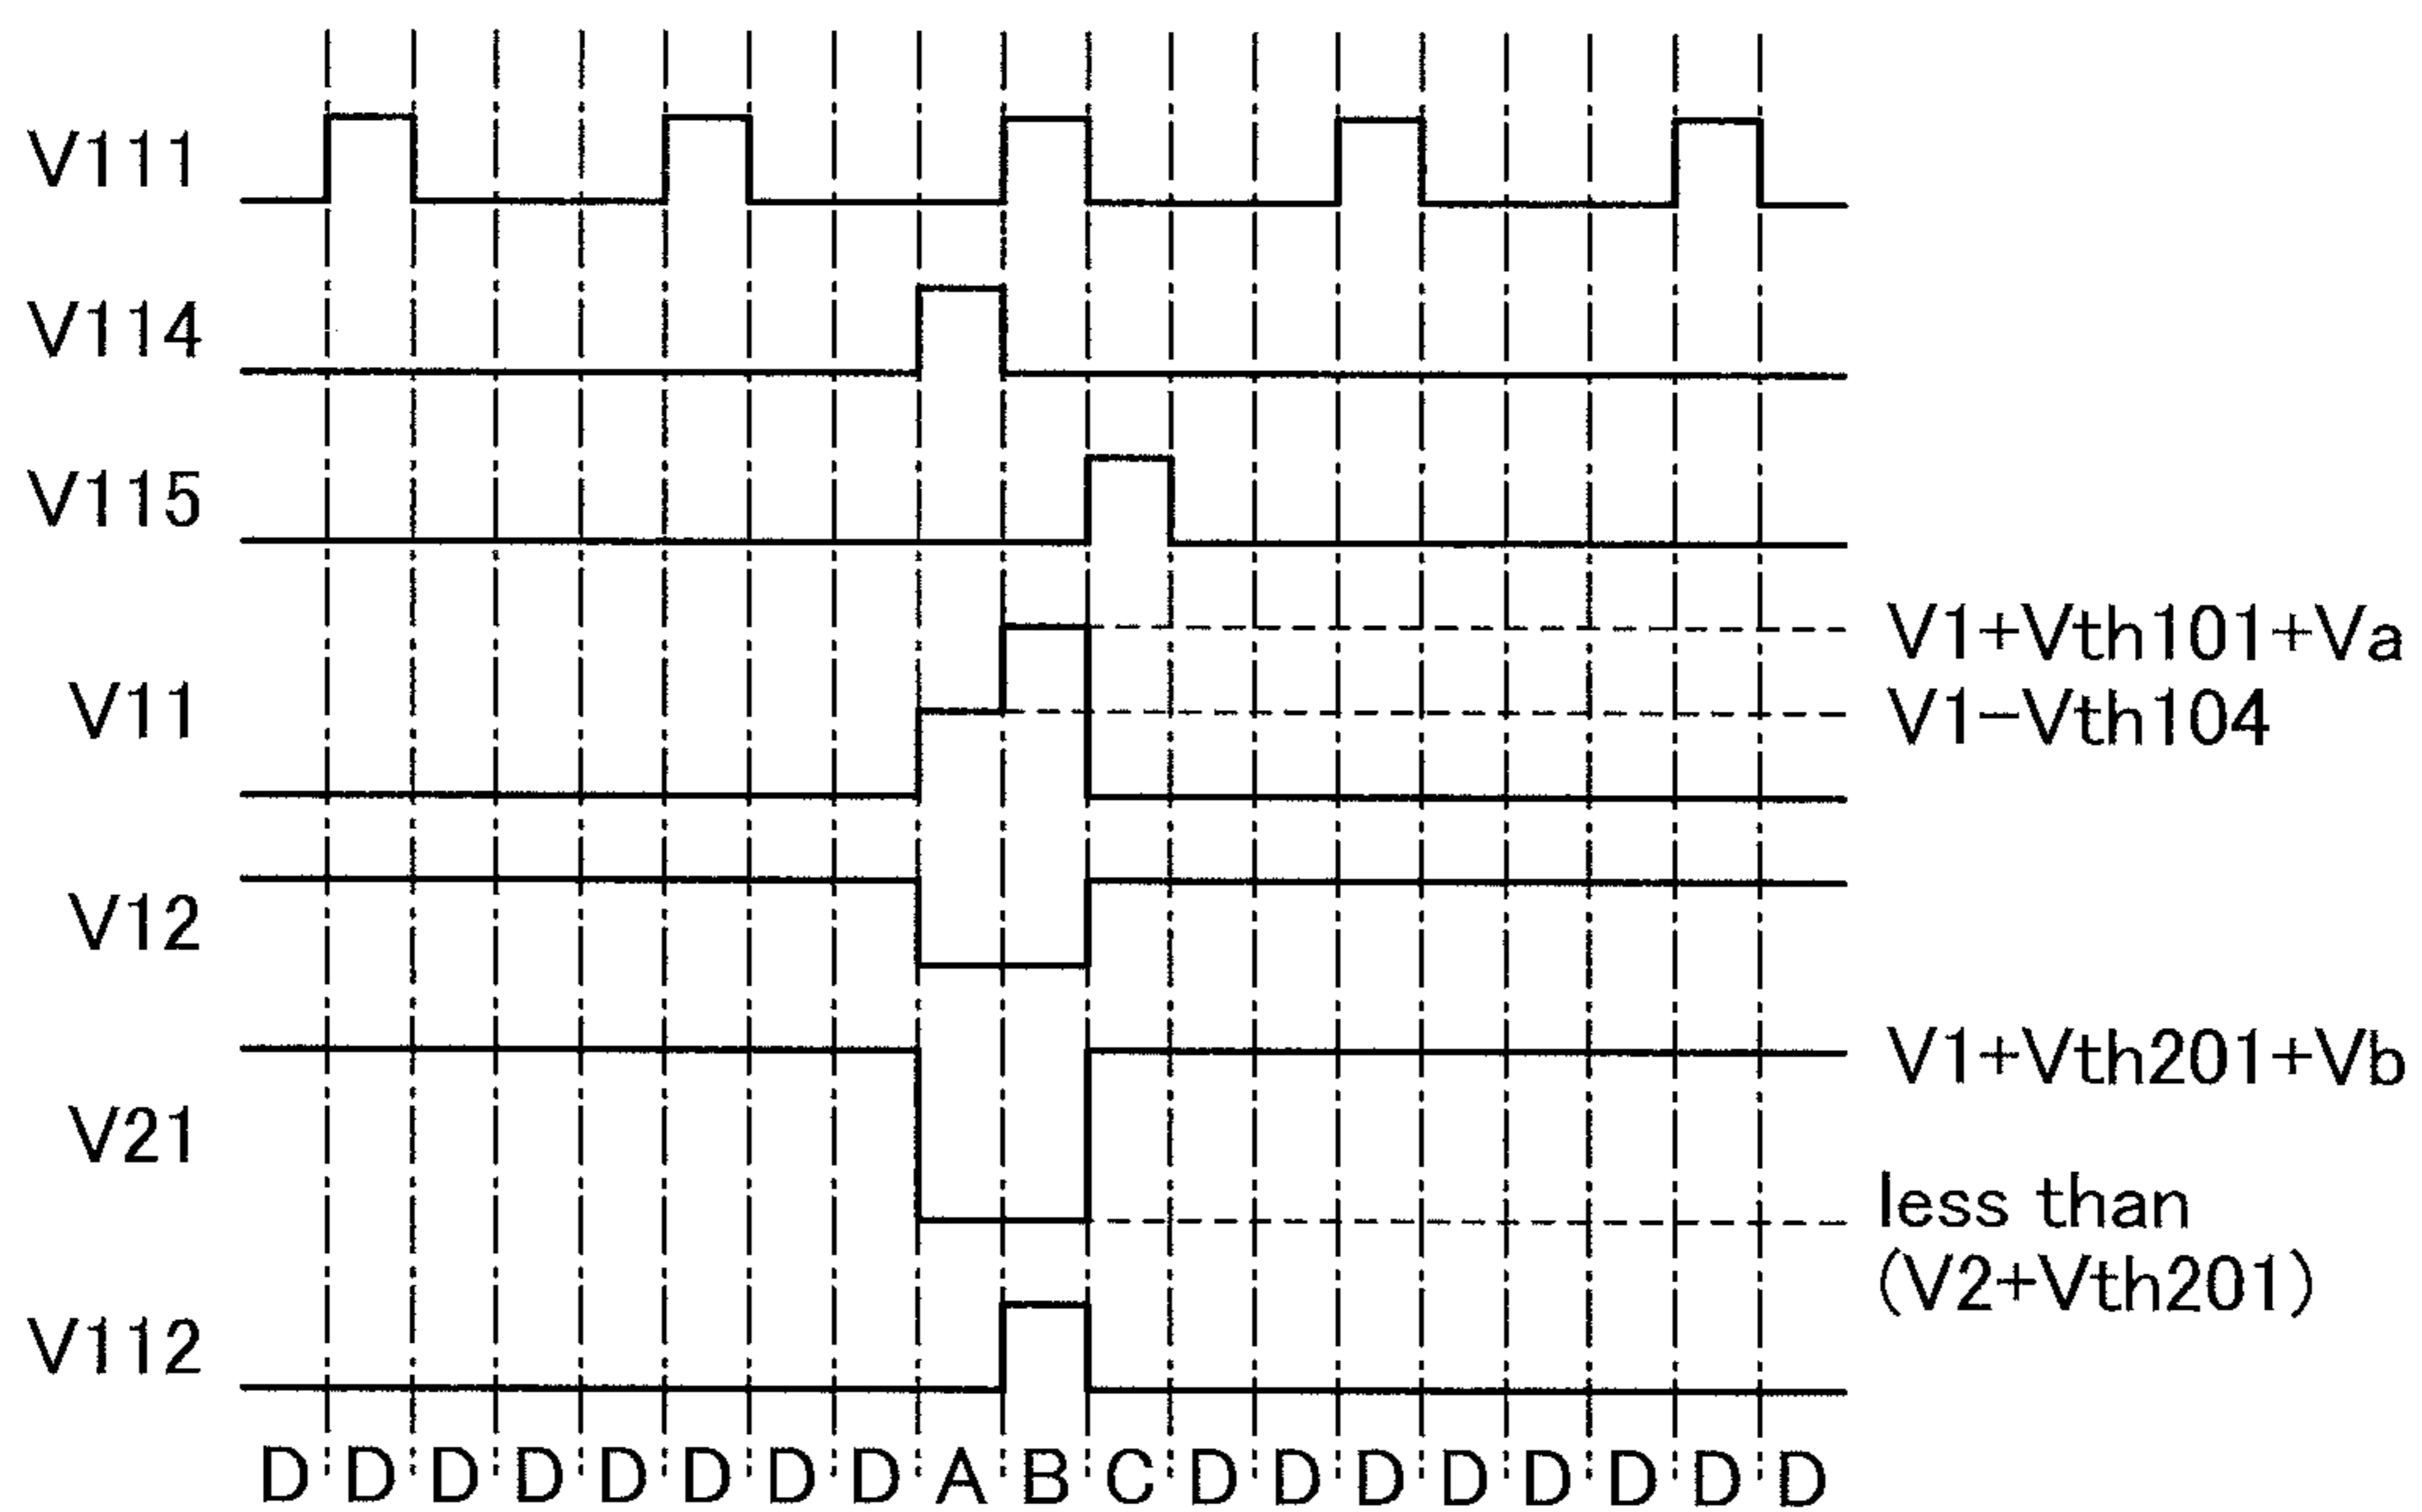 V111
V114
V115
V1+Vth101+Va
V11
V1-Vth104
V12
V1+Vth201+Vb
V21
less than
(V2+Vth201)
V112
D D D D D D D D A B C D D D D D D D D